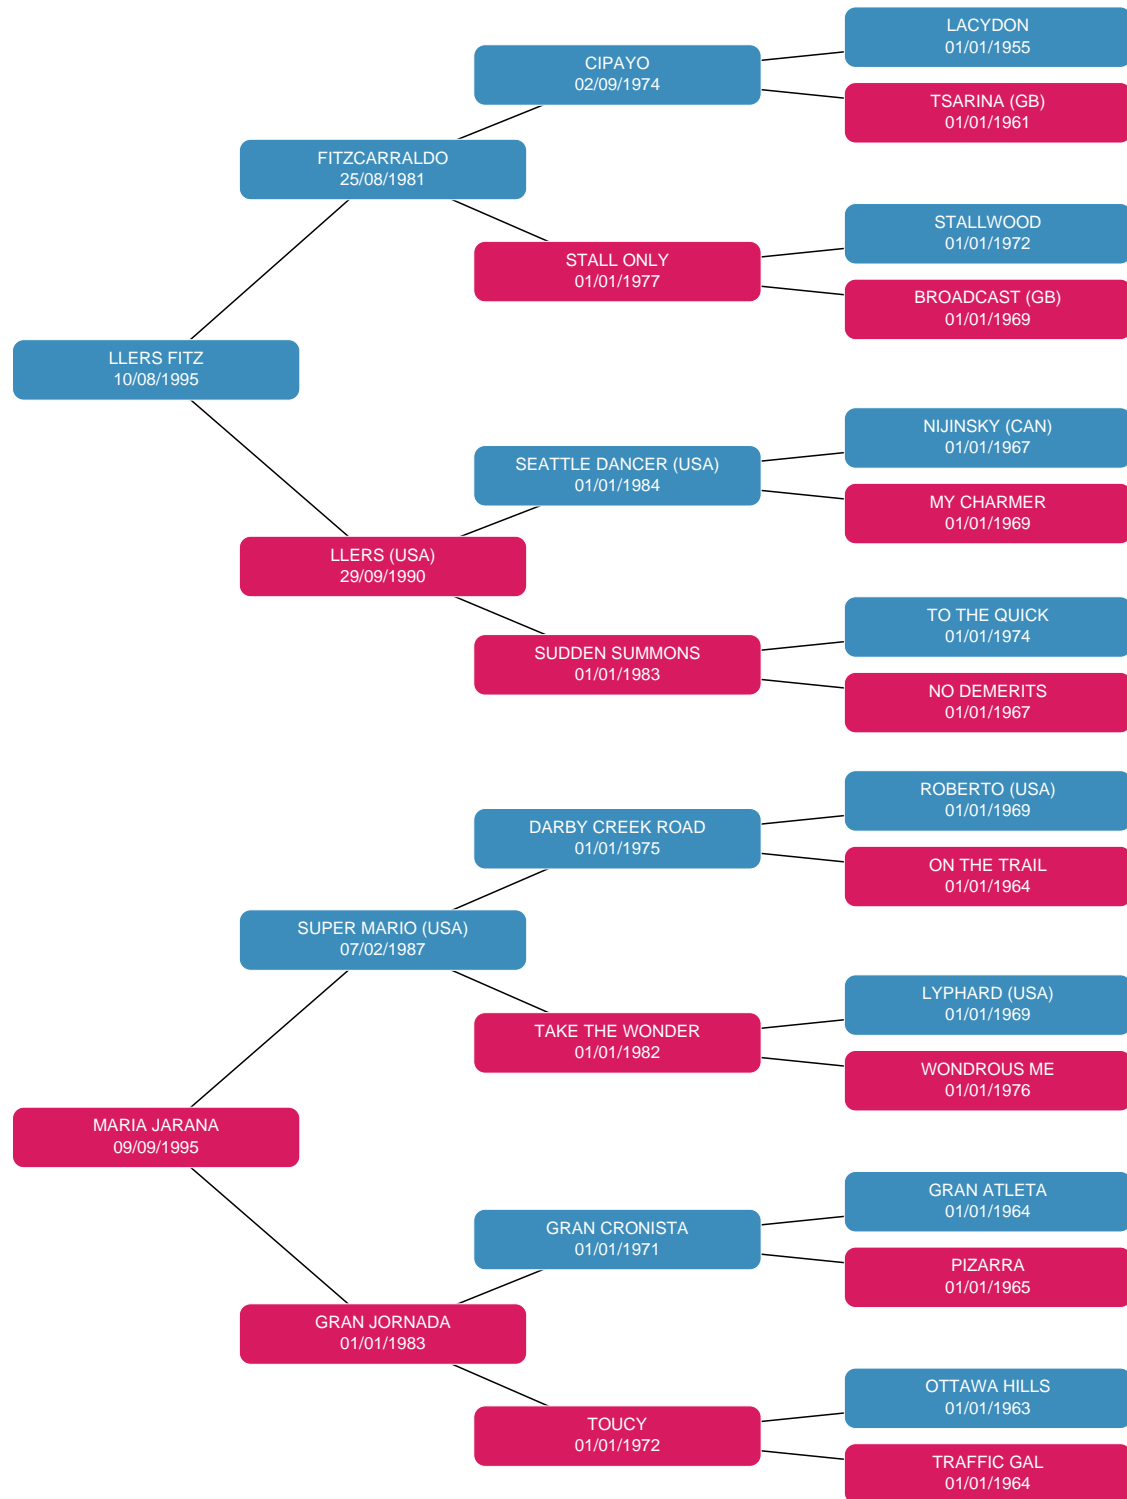 LACYDON
01/01/1955
CIPAYO
02/09/1974
TSARINA (GB)
01/01/1961
FITZCARRALDO
25/08/1981
STALLWOOD
01/01/1972
STALL ONLY
01/01/1977
BROADCAST (GB)
01/01/1969
LLERS FITZ
10/08/1995
NIJINSKY (CAN)
01/01/1967
SEATTLE DANCER (USA)
01/01/1984
MY CHARMER
01/01/1969
LLERS (USA)
29/09/1990
TO THE QUICK
01/01/1974
SUDDEN SUMMONS
01/01/1983
NO DEMERITS
01/01/1967
ROBERTO (USA)
01/01/1969
DARBY CREEK ROAD
01/01/1975
ON THE TRAIL
01/01/1964
SUPER MARIO (USA)
07/02/1987
LYPHARD (USA)
01/01/1969
TAKE THE WONDER
01/01/1982
WONDROUS ME
01/01/1976
MARIA JARANA
09/09/1995
GRAN ATLETA
01/01/1964
GRAN CRONISTA
01/01/1971
PIZARRA
01/01/1965
GRAN JORNADA
01/01/1983
OTTAWA HILLS
01/01/1963
TOUCY
01/01/1972
TRAFFIC GAL
01/01/1964